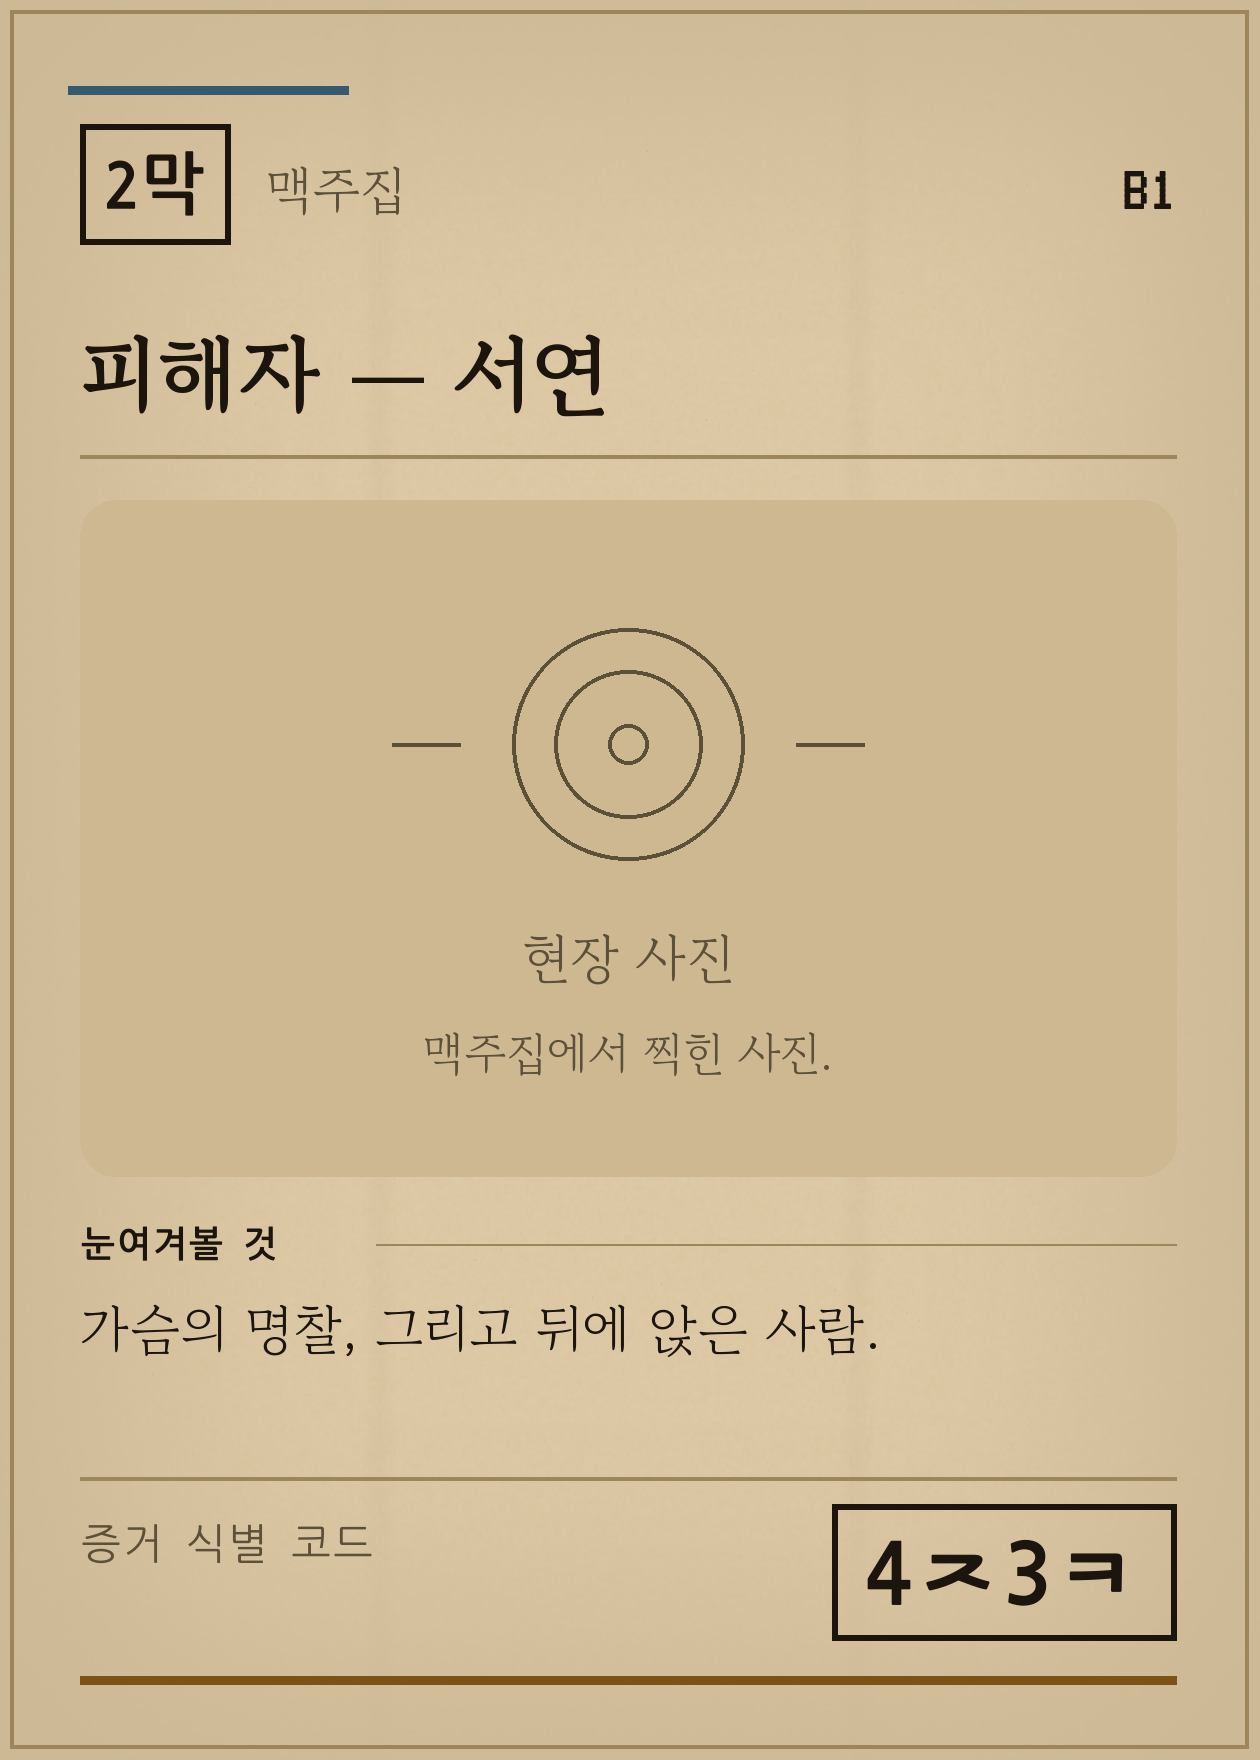 2막 맥주집 B1
피해자 — 서연
현장 사진
맥주집에서 찍힌 사진.
눈여겨볼 것
가슴의 명찰, 그리고 뒤에 앉은 사람.
증거 식별 코드
4ㅈ3ㅋ